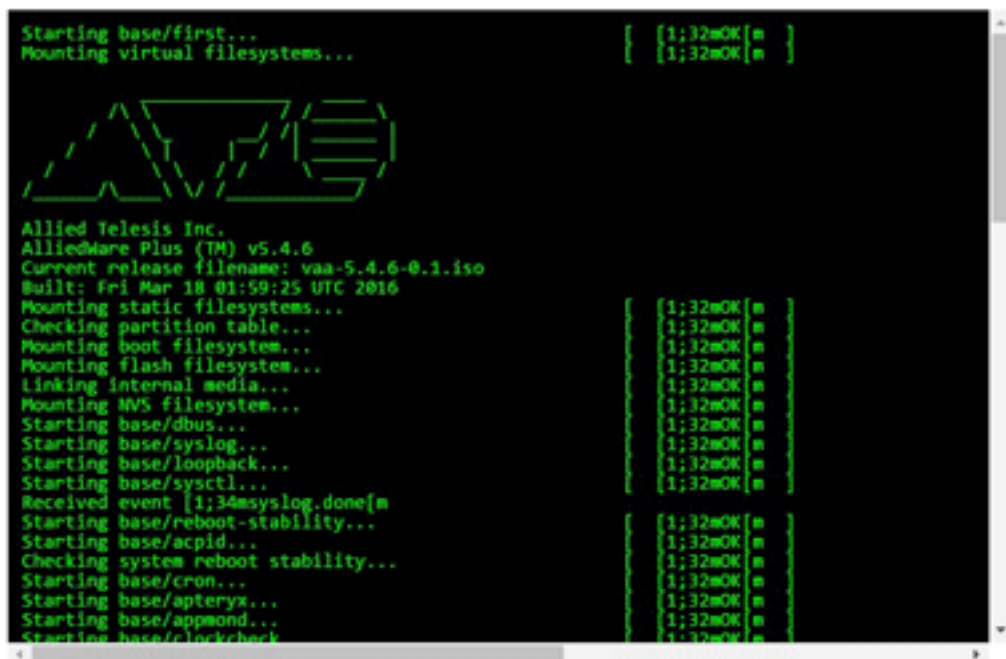 Starting base/first...                                        [  [1;32mOK[m  ]
Mounting virtual filesystems...                               [  [1;32mOK[m  ]
Allied Telesis Inc.
AlliedWare Plus (TM) v5.4.6
Current release filename: vaa-5.4.6-0.1.iso
Built: Fri Mar 18 01:59:25 UTC 2016
Mounting static filesystems...                                [  [1;32mOK[m  ]
Checking partition table...                                   [  [1;32mOK[m  ]
Mounting boot filesystem...                                   [  [1;32mOK[m  ]
Mounting flash filesystem...                                  [  [1;32mOK[m  ]
Linking internal media...                                     [  [1;32mOK[m  ]
Mounting NVS filesystem...                                    [  [1;32mOK[m  ]
Starting base/dbus...                                         [  [1;32mOK[m  ]
Starting base/syslog...                                       [  [1;32mOK[m  ]
Starting base/loopback...                                     [  [1;32mOK[m  ]
Starting base/sysctl...                                       [  [1;32mOK[m  ]
Received event [1;34msyslog.done[m
Starting base/reboot-stability...                             [  [1;32mOK[m  ]
Starting base/acpid...                                        [  [1;32mOK[m  ]
Checking system reboot stability...                           [  [1;32mOK[m  ]
Starting base/cron...                                         [  [1;32mOK[m  ]
Starting base/apteryx...                                      [  [1;32mOK[m  ]
Starting base/appmond...                                      [  [1;32mOK[m  ]
Starting base/clockcheck                                      [  [1;32mOK[m  ]